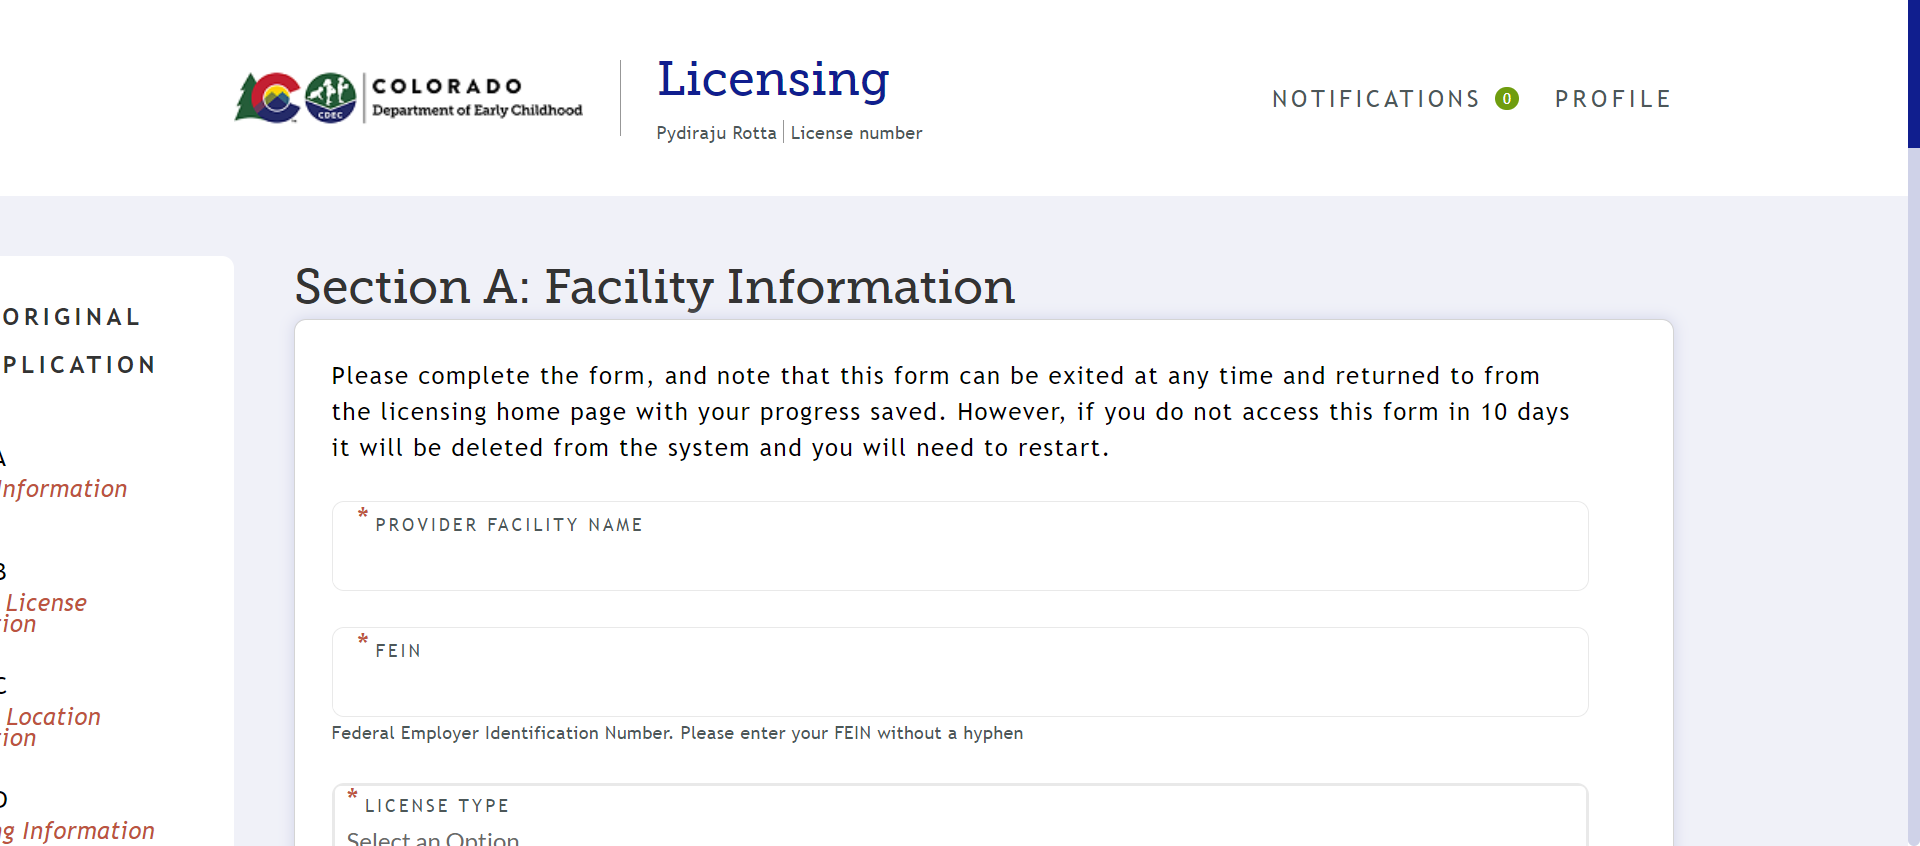 COLORADO
Department of Early Childhood
CDEC
Licensing
Pydiraju Rotta | License number
NOTIFICATIONS 0 PROFILE
ORIGINAL
PLICATION
A
Information
B
License
ion
C
Location
ion
D
g Information
Section A: Facility Information
Please complete the form, and note that this form can be exited at any time and returned to from
the licensing home page with your progress saved. However, if you do not access this form in 10 days
it will be deleted from the system and you will need to restart.
* PROVIDER FACILITY NAME
* FEIN
Federal Employer Identification Number. Please enter your FEIN without a hyphen
* LICENSE TYPE
Select an Option